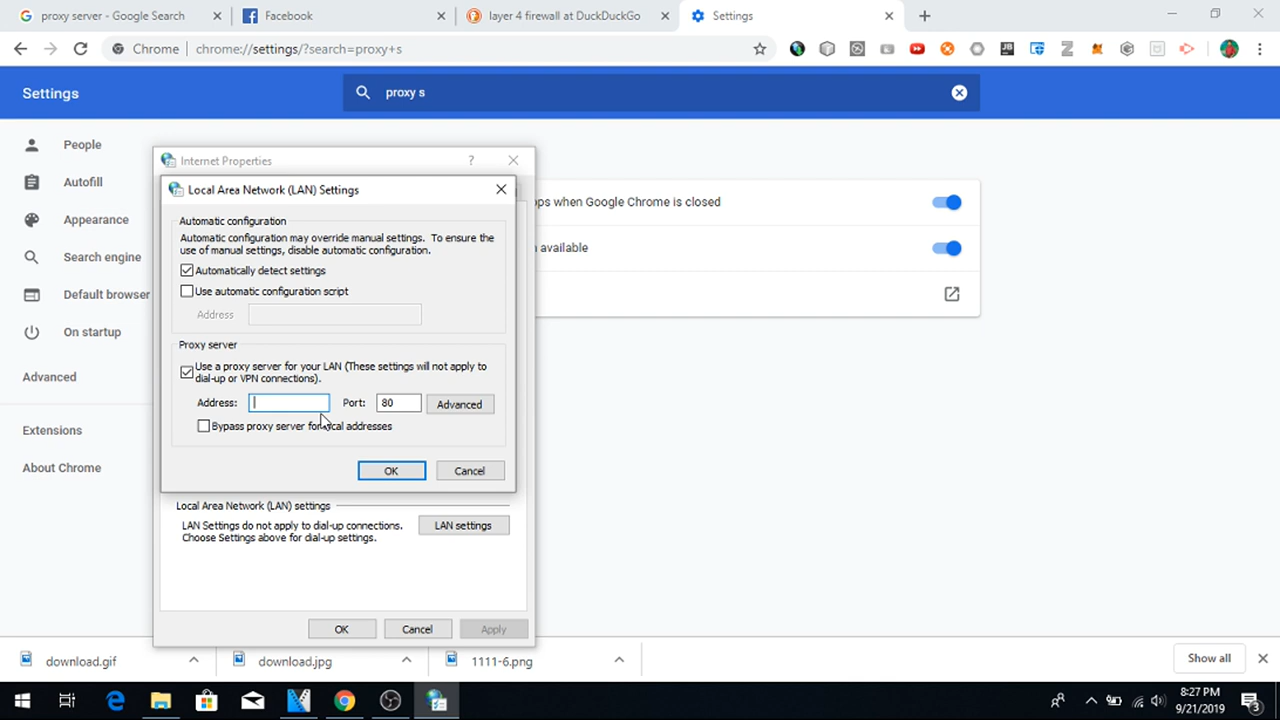 proxy server - Google Search
Facebook
layer 4 firewall at DuckDuckGo
Settings
Chrome
chrome://settings/?search=proxy+s
Settings
proxy s
People
Autofill
Appearance
Search engine
Default browser
On startup
Advanced
Extensions
About Chrome
ps when Google Chrome is closed
available
Internet Properties
?
Local Area Network (LAN) Settings
Automatic configuration
Automatic configuration may override manual settings. To ensure the
use of manual settings, disable automatic configuration.
Automatically detect settings
Use automatic configuration script
Address
Proxy server
Use a proxy server for your LAN (These settings will not apply to
dial-up or VPN connections).
Address:
Port:
80
Advanced
Bypass proxy server for local addresses
OK
Cancel
Local Area Network (LAN) settings
LAN Settings do not apply to dial-up connections.
Choose Settings above for dial-up settings.
LAN settings
OK
Cancel
Apply
download.gif
download.jpg
1111-6.png
Show all
8:27 PM
9/21/2019
3